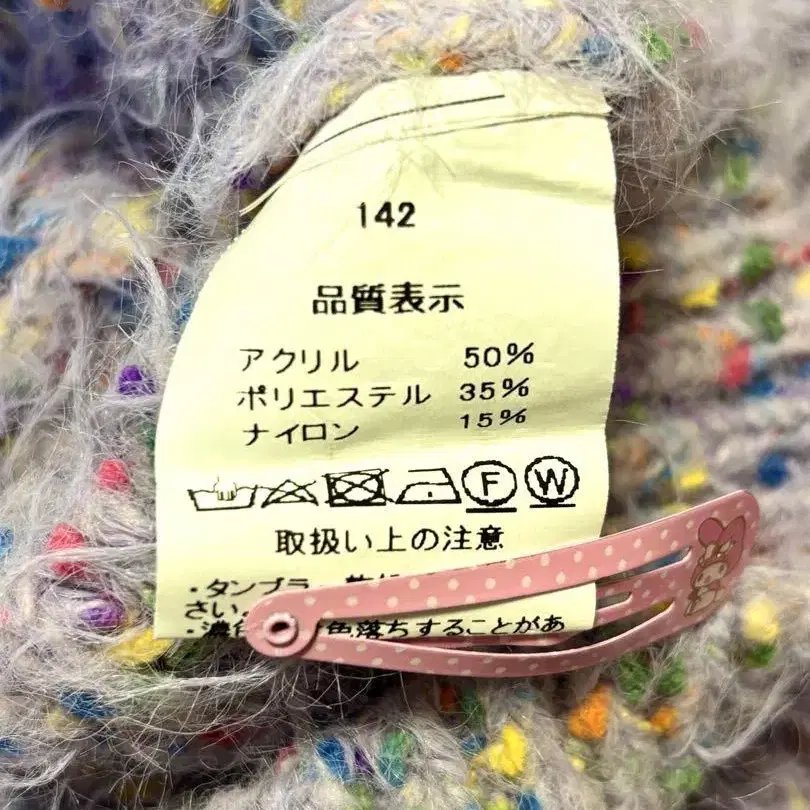 142
品質表示
アクリル 50%
ポリエステル 35%
ナイロン 15%
F W
取扱い上の注意
・タンブラー
さい。
・濃色 色落ちすることがあ